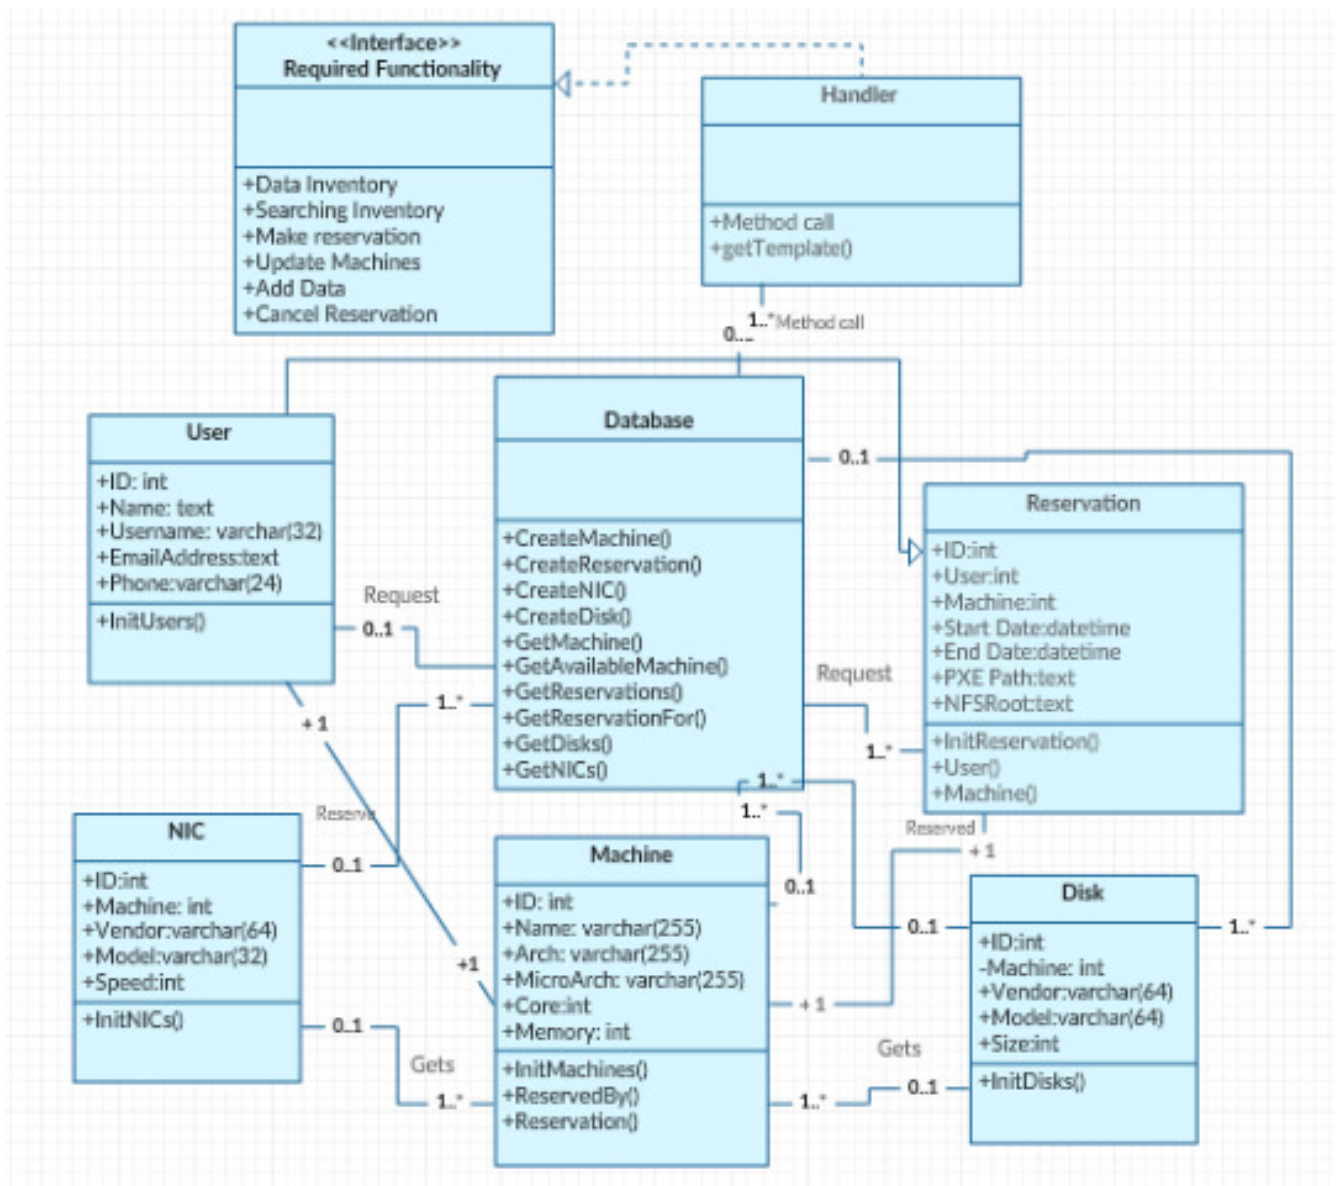 <<Interface>>
Required Functionality
+Data Inventory
+Searching Inventory
+Make reservation
+Update Machines
+Add Data
+Cancel Reservation
Handler
+Method call
+getTemplate()
1..*
Method call
0...
User
+ID: int
+Name: text
+Username: varchar(32)
+EmailAddress:text
+Phone:varchar(24)
+InitUsers()
Request
0..1
Database
+CreateMachine()
+CreateReservation()
+CreateNIC()
+CreateDisk()
+GetMachine()
+GetAvailableMachine()
+GetReservations()
+GetReservationFor()
+GetDisks()
+GetNICs()
0..1
Reservation
+ID:int
+User:int
+Machine:int
+Start Date:datetime
+End Date:datetime
+PXE Path:text
+NFSRoot:text
+InitReservation()
+User()
+Machine()
Request
1..*
1..*
+ 1
Reserve
+1
1..*
1..*
0..1
Reserved
+ 1
NIC
+ID:int
+Machine: int
+Vendor:varchar(64)
+Model:varchar(32)
+Speed:int
+InitNICs()
0..1
0..1
Gets
1..*
Machine
+ID: int
+Name: varchar(255)
+Arch: varchar(255)
+MicroArch: varchar(255)
+Core:int
+Memory: int
+InitMachines()
+ReservedBy()
+Reservation()
+ 1
0..1
Gets
1..*
0..1
Disk
+ID:int
-Machine: int
+Vendor:varchar(64)
+Model:varchar(64)
+Size:int
+InitDisks()
1..*